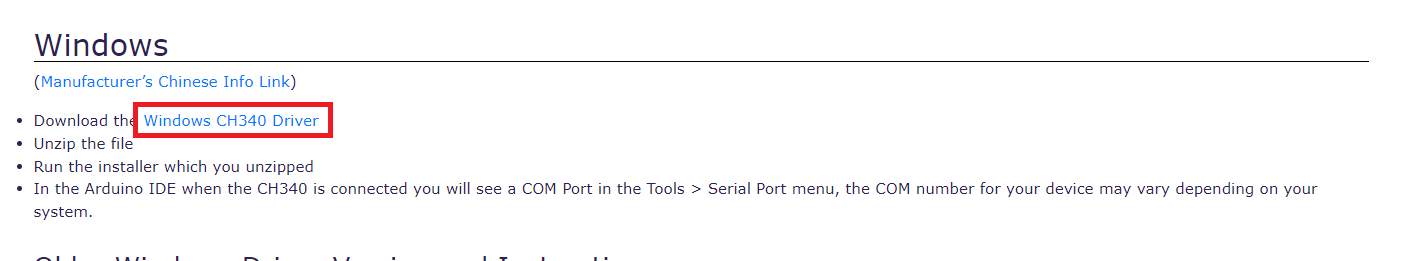 Windows
(Manufacturer’s Chinese Info Link)
• Download the Windows CH340 Driver
• Unzip the file
• Run the installer which you unzipped
• In the Arduino IDE when the CH340 is connected you will see a COM Port in the Tools > Serial Port menu, the COM number for your device may vary depending on your
system.